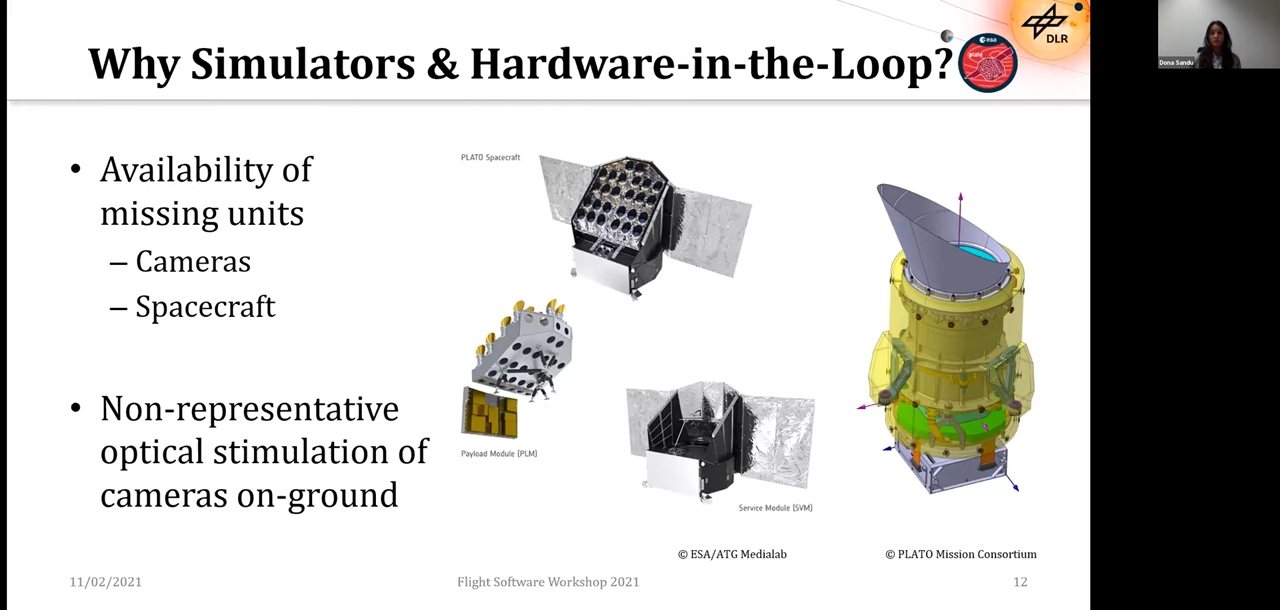 Why Simulators & Hardware-in-the-Loop?
esa
plato
DLR
Dona Sandu
• Availability of
missing units
– Cameras
– Spacecraft
• Non-representative
optical stimulation of
cameras on-ground
PLATO Spacecraft
Payload Module (PLM)
Service Module (SVM)
© ESA/ATG Medialab
© PLATO Mission Consortium
11/02/2021
Flight Software Workshop 2021
12